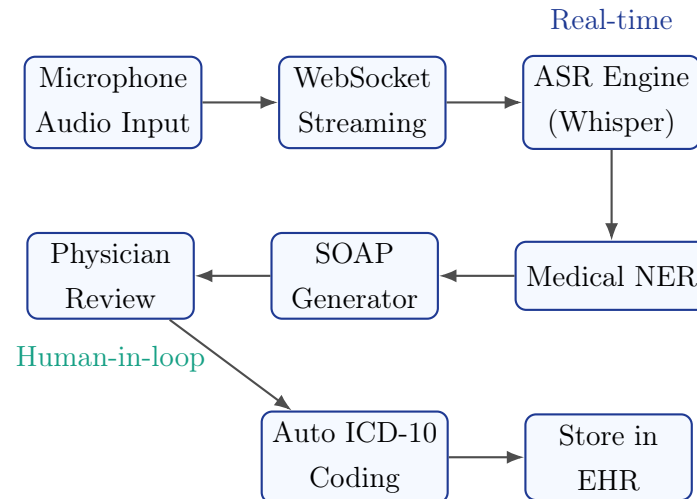 Real-time
Microphone
Audio Input
WebSocket
Streaming
ASR Engine
(Whisper)
Physician
Review
SOAP
Generator
Medical NER
Human-in-loop
Auto ICD-10
Coding
Store in
EHR